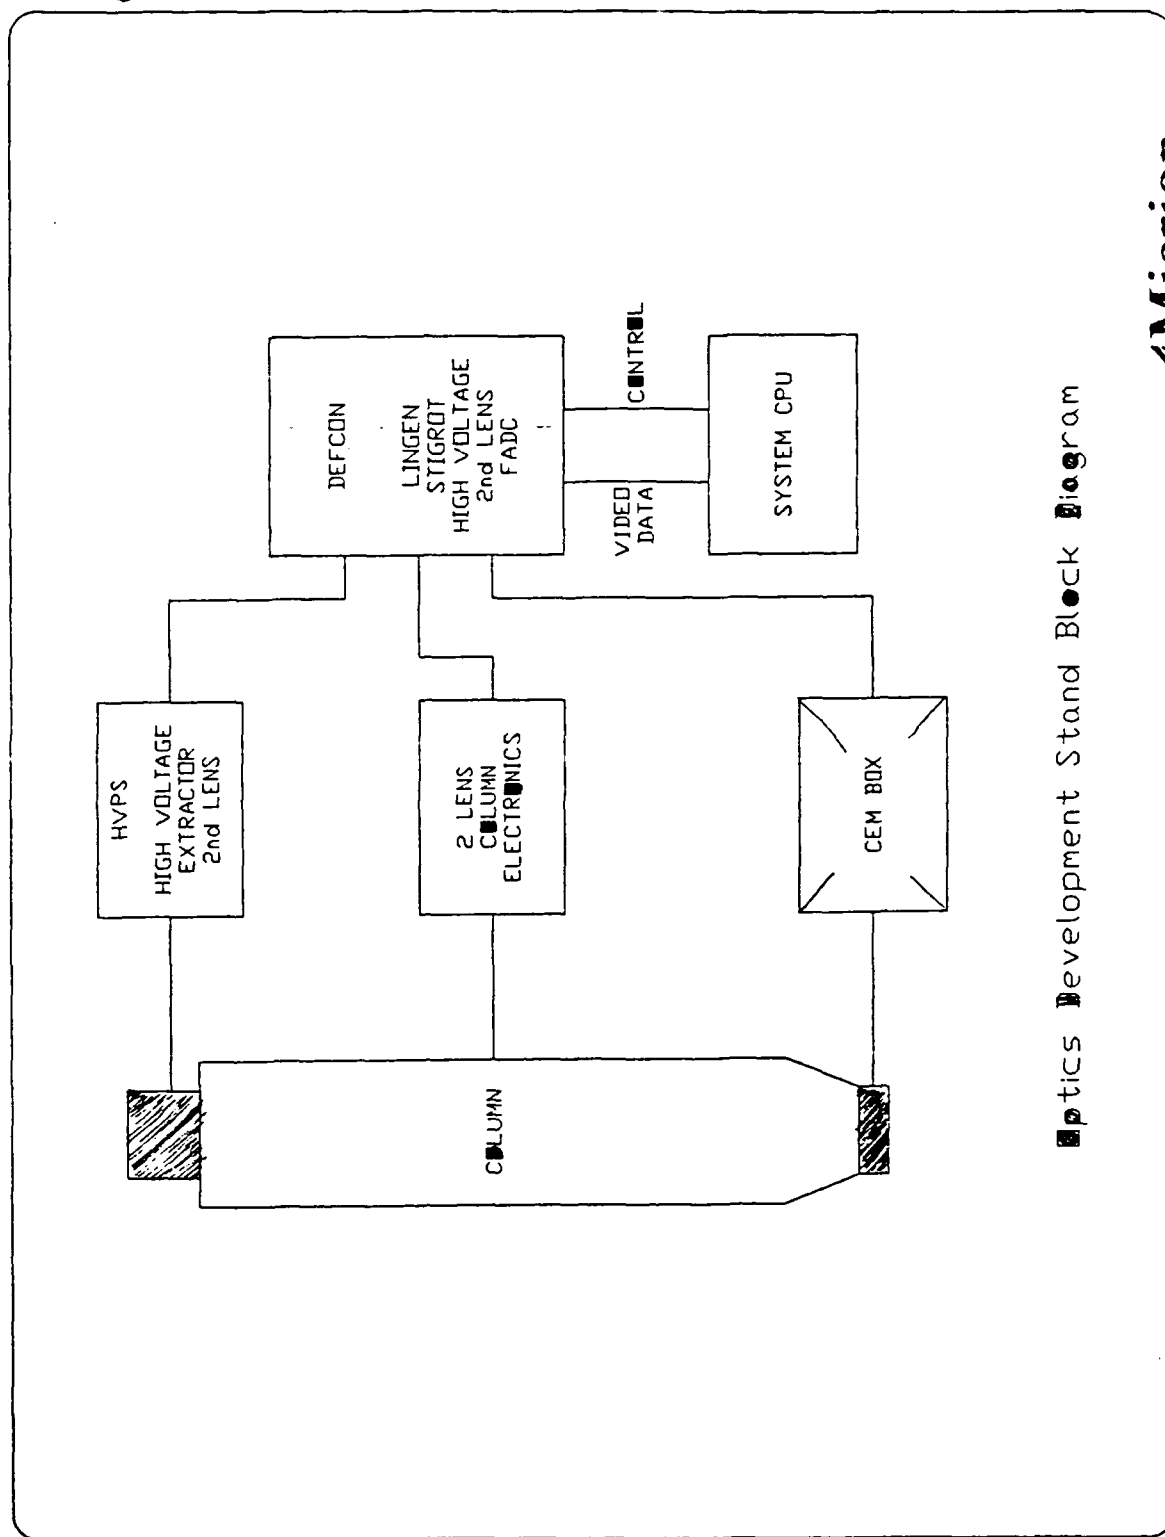 HVPS
HIGH VOLTAGE
EXTRACTOR
2nd LENS
DEFCON
LINGEN
STIGROT
HIGH VOLTAGE
2nd LENS
FADC
2 LENS
COLUMN
ELECTRONICS
COLUMN
VIDEO
DATA
CONTROL
CEM BOX
SYSTEM CPU
Optics Development Stand Block Diagram